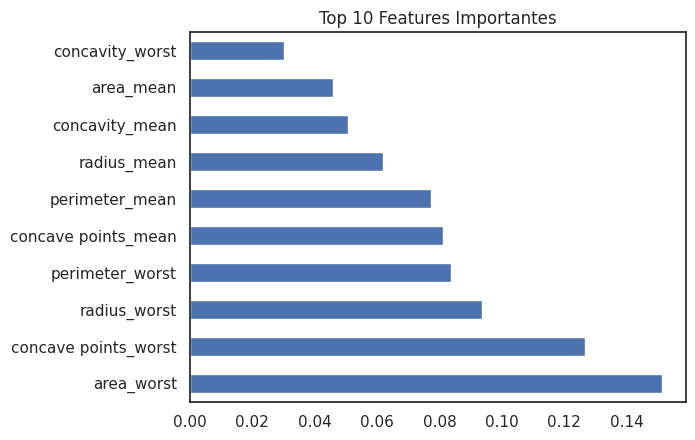 Top 10 Features Importantes
concavity_worst
area_mean
concavity_mean
radius_mean
perimeter_mean
concave points_mean
perimeter_worst
radius_worst
concave points_worst
area_worst
0.00 0.02 0.04 0.06 0.08 0.10 0.12 0.14